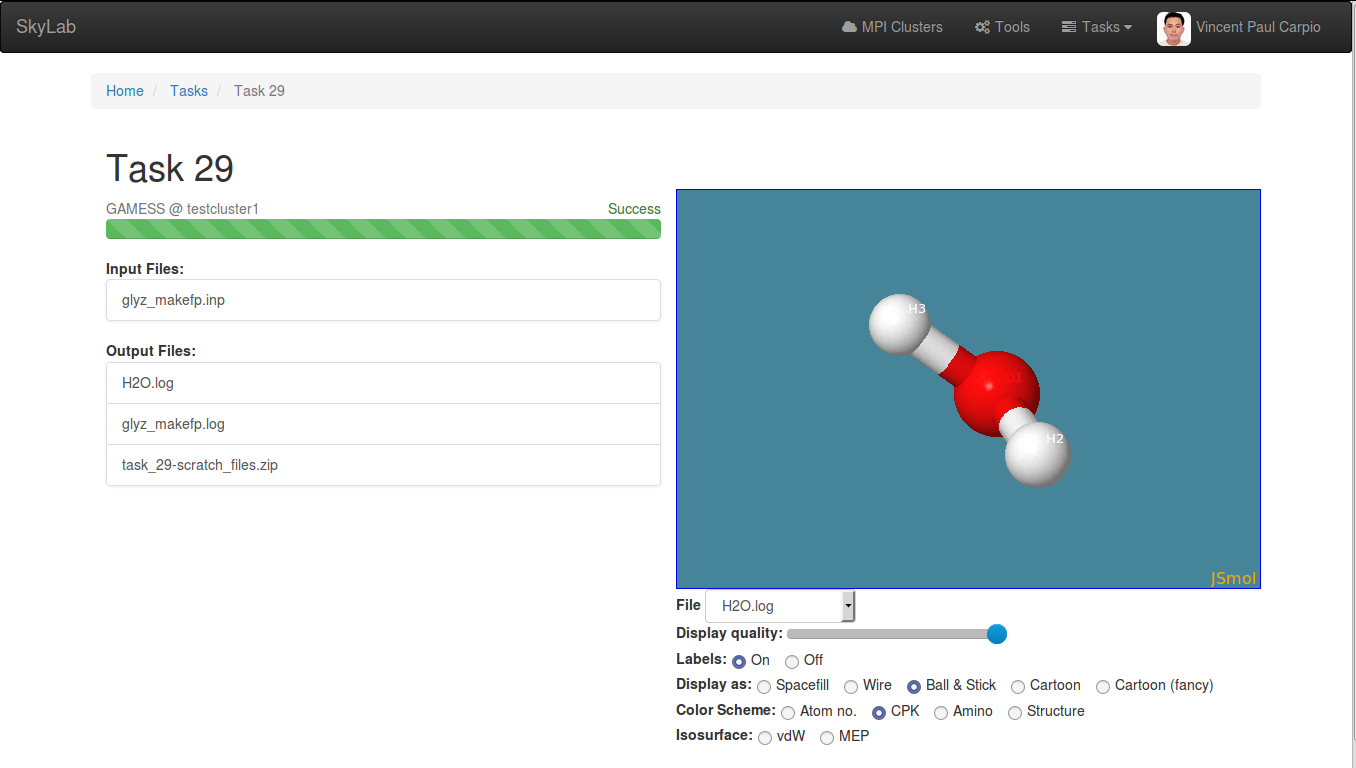 SkyLab MPI Clusters Tools Tasks Vincent Paul Carpio
Home / Tasks / Task 29
Task 29
GAMESS @ testcluster1 Success
Input Files:
glyz_makefp.inp
Output Files:
H2O.log
glyz_makefp.log
task_29-scratch_files.zip
H3
O1
H2
JSmol
File H2O.log
Display quality:
Labels: On Off
Display as: Spacefill Wire Ball & Stick Cartoon Cartoon (fancy)
Color Scheme: Atom no. CPK Amino Structure
Isosurface: vdW MEP